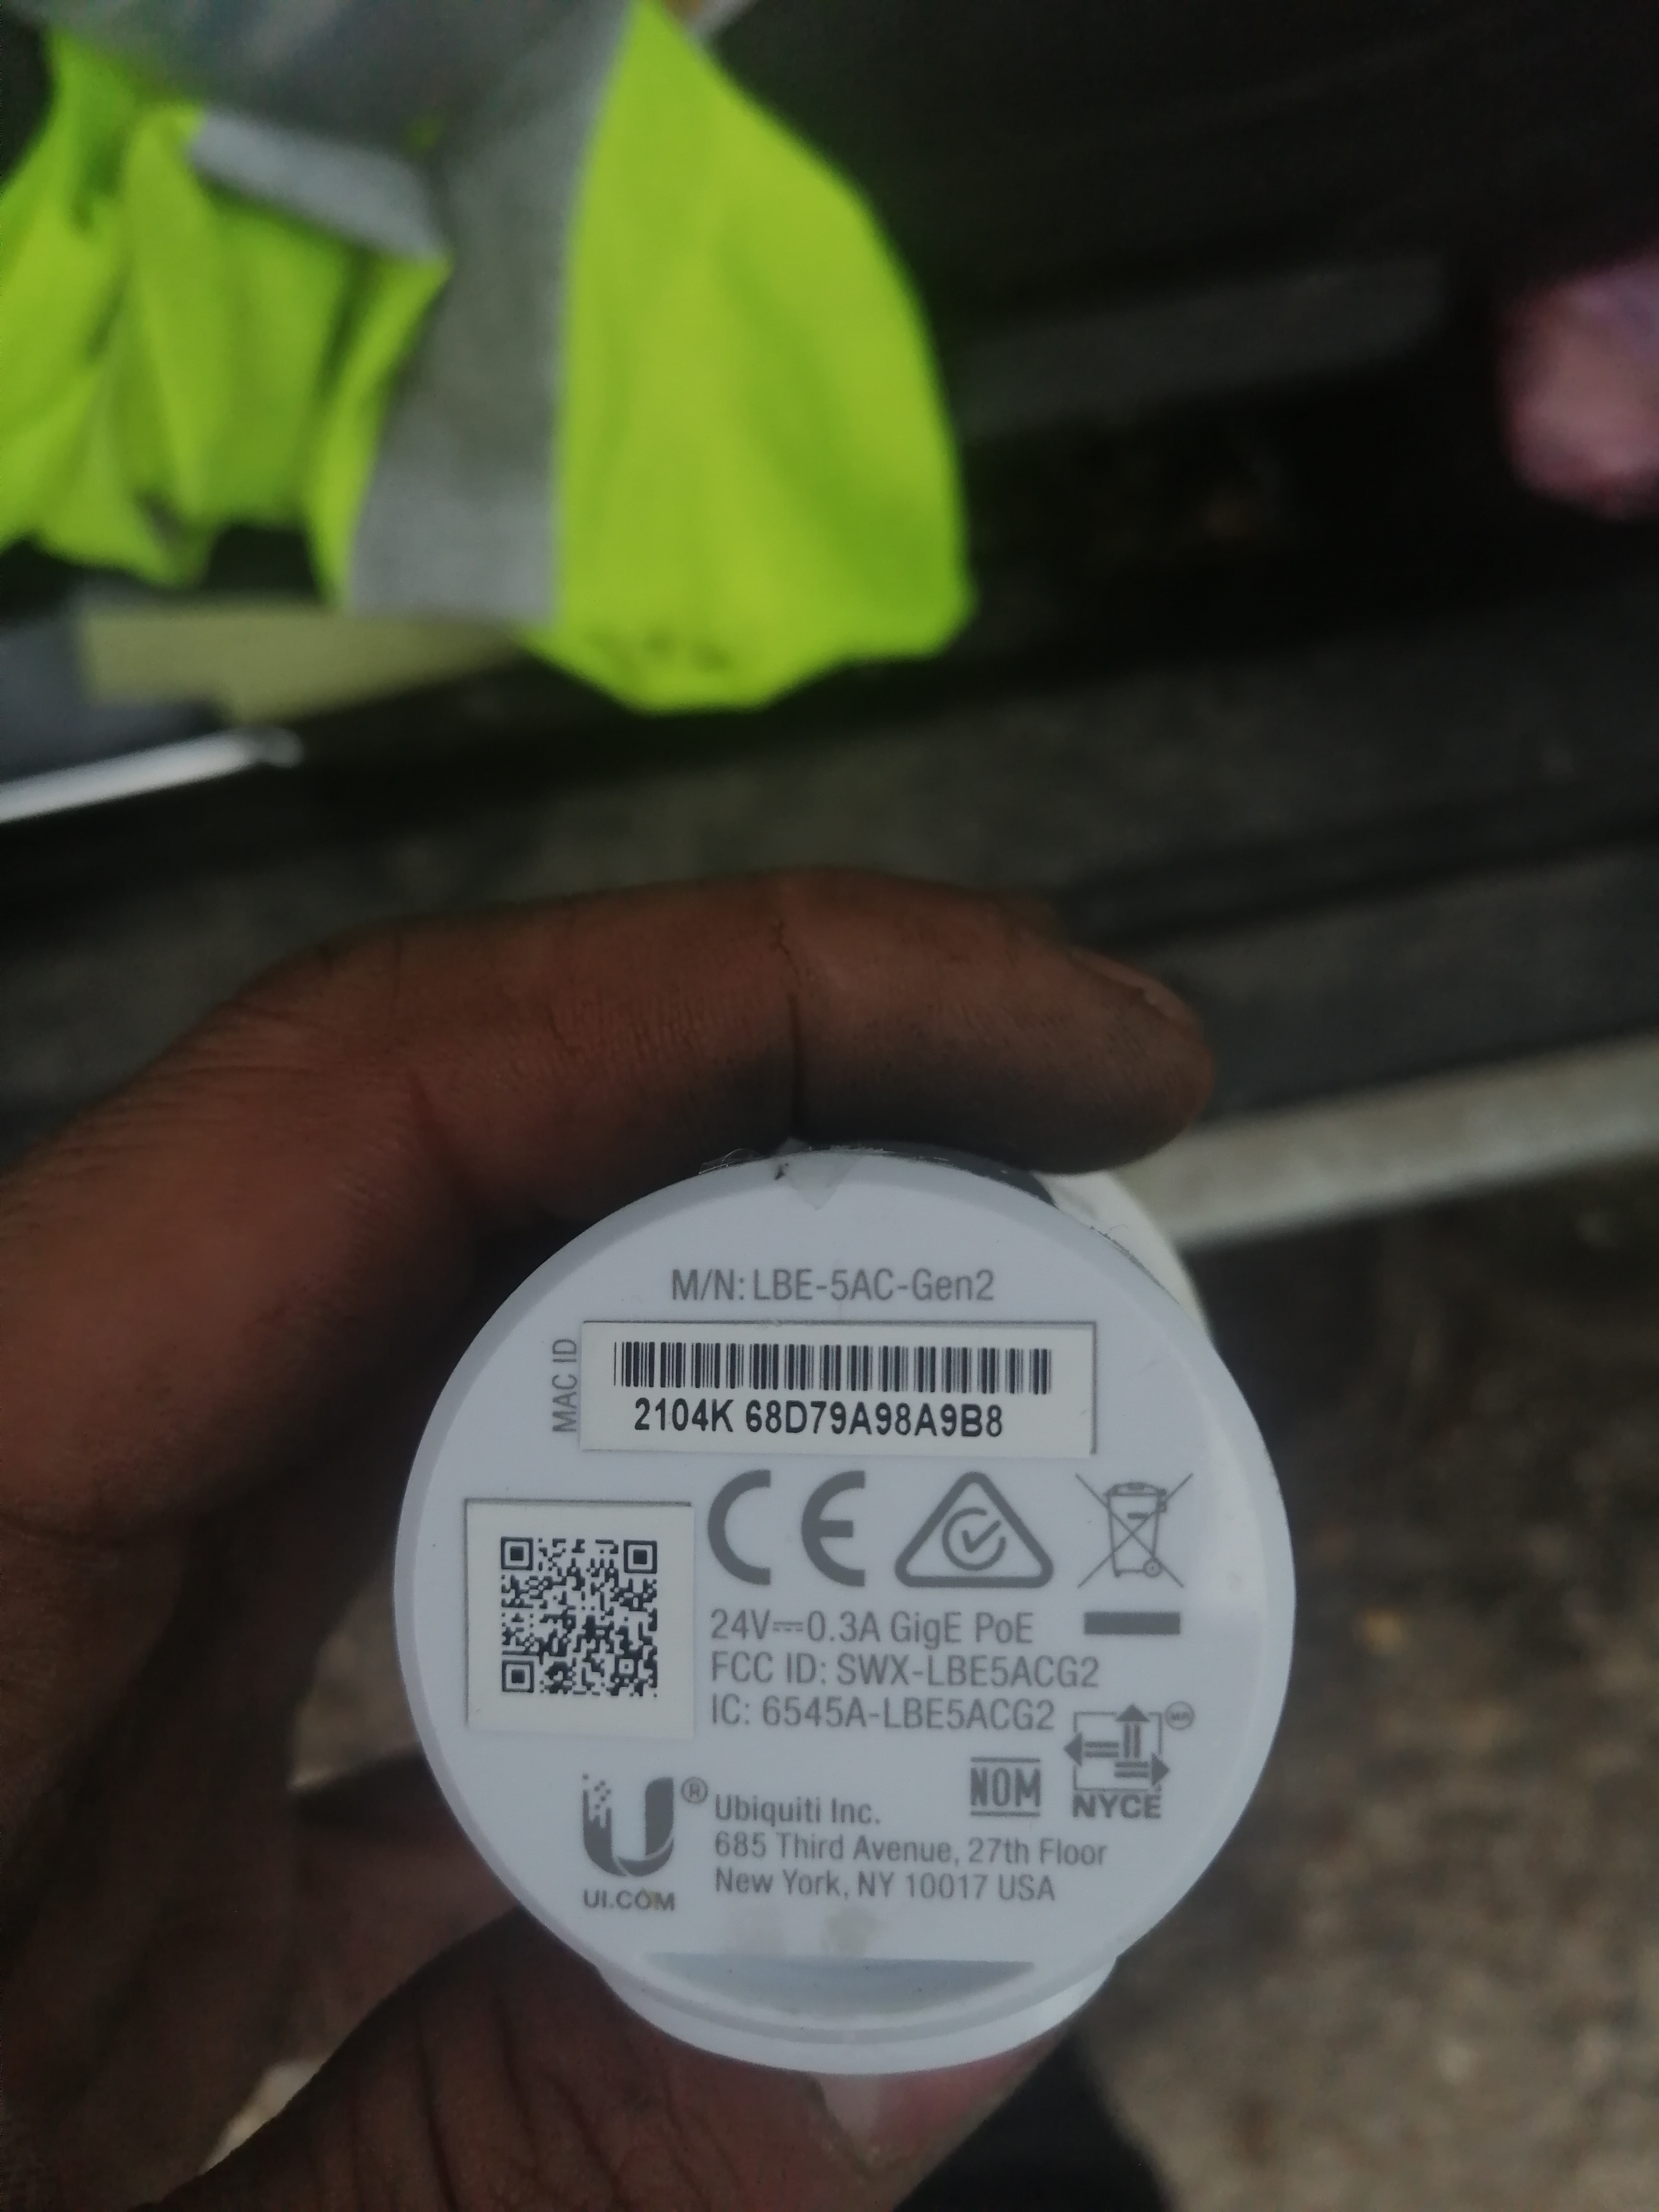 M/N: LBE-5AC-Gen2
MAC ID
2104K 68D79A98A9B8
CE
24V⎓0.3A GigE PoE
FCC ID: SWX-LBE5ACG2
IC: 6545A-LBE5ACG2
MR
NOM
NYCE
U®
UI.COM
Ubiquiti Inc.
685 Third Avenue, 27th Floor
New York, NY 10017 USA